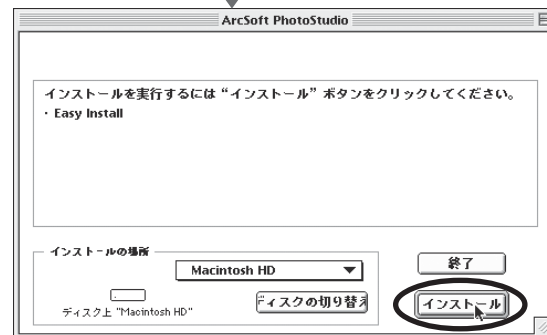 ArcSoft PhotoStudio
インストールを実行するには“インストール”ボタンをクリックしてください。
・Easy Install
インストールの場所
Macintosh HD
終了
ディスクの切り替え
インストール
ディスク上 "Macintosh HD"